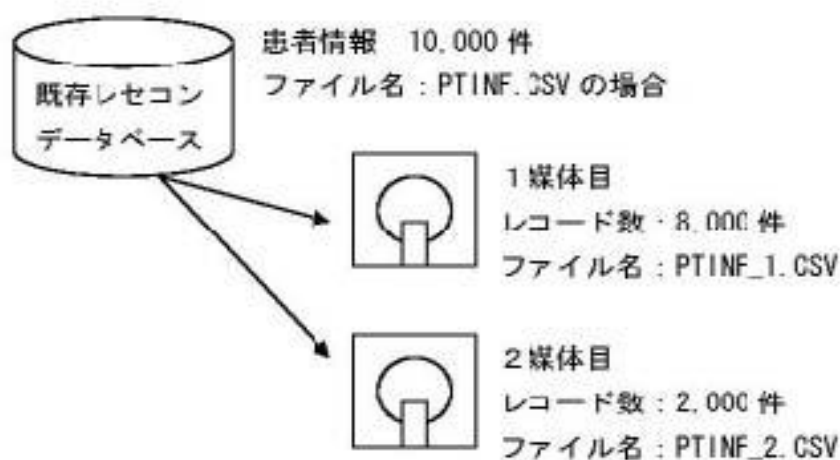 患者情報 10,000 件
ファイル名：PTINF.CSV の場合
既存レセコン
データベース
1媒体目
レコード数：8,000 件
ファイル名：PTINF_1.CSV
2媒体目
レコード数：2,000 件
ファイル名：PTINF_2.CSV